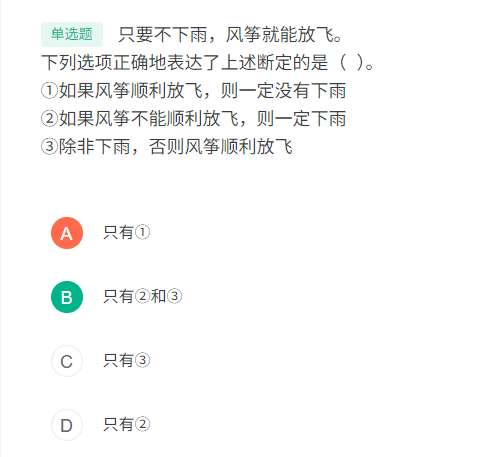 单选题 只要不下雨，风筝就能放飞。
下列选项正确地表达了上述断定的是（ ）。
①如果风筝顺利放飞，则一定没有下雨
②如果风筝不能顺利放飞，则一定下雨
③除非下雨，否则风筝顺利放飞
A 只有①
B 只有②和③
C 只有③
D 只有②